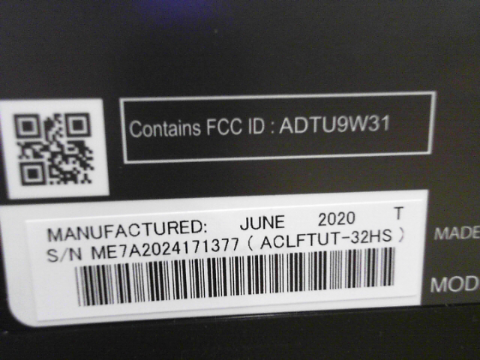 Contains FCC ID : ADTU9W31
MANUFACTURED: JUNE 2020 T
S/N ME7A2024171377 ( ACLFTUT-32HS )
MADE
MOD